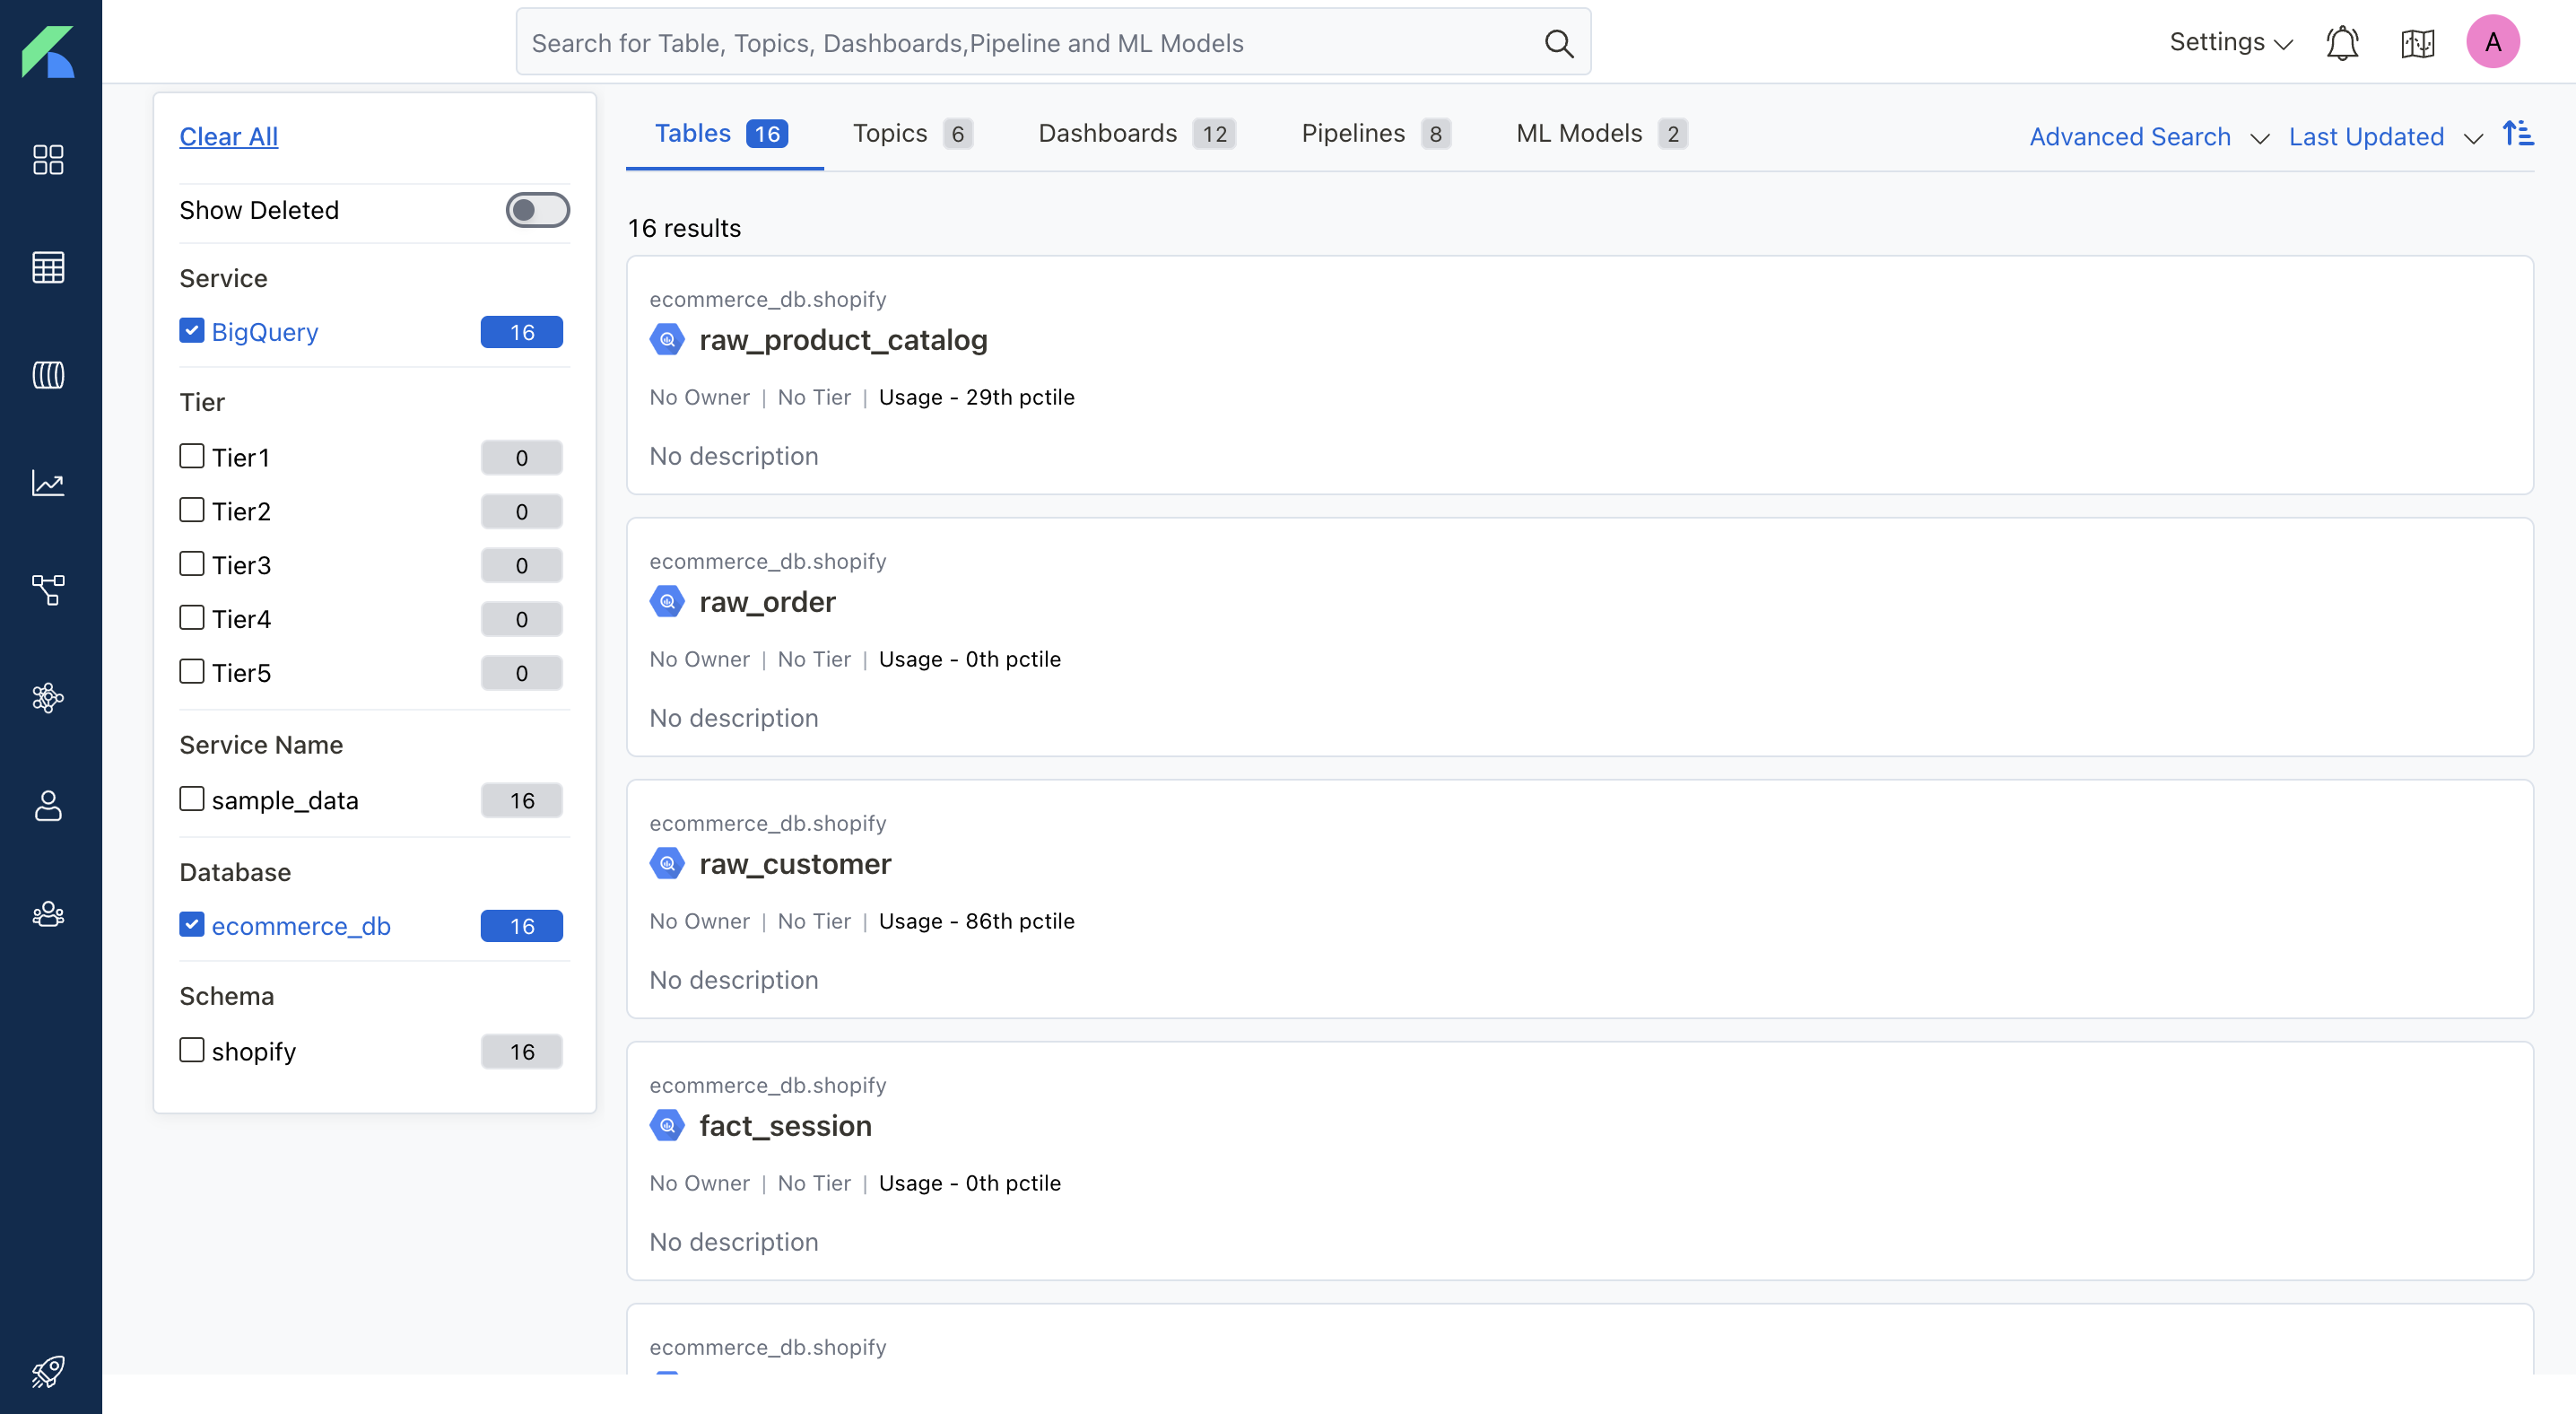 Search for Table, Topics, Dashboards,Pipeline and ML Models
Settings
A
Clear All
Show Deleted
Service
BigQuery 16
Tier
Tier1 0
Tier2 0
Tier3 0
Tier4 0
Tier5 0
Service Name
sample_data 16
Database
ecommerce_db 16
Schema
shopify 16
Tables 16 Topics 6 Dashboards 12 Pipelines 8 ML Models 2
Advanced Search Last Updated
16 results
ecommerce_db.shopify
raw_product_catalog
No Owner | No Tier | Usage - 29th pctile
No description
ecommerce_db.shopify
raw_order
No Owner | No Tier | Usage - 0th pctile
No description
ecommerce_db.shopify
raw_customer
No Owner | No Tier | Usage - 86th pctile
No description
ecommerce_db.shopify
fact_session
No Owner | No Tier | Usage - 0th pctile
No description
ecommerce_db.shopify